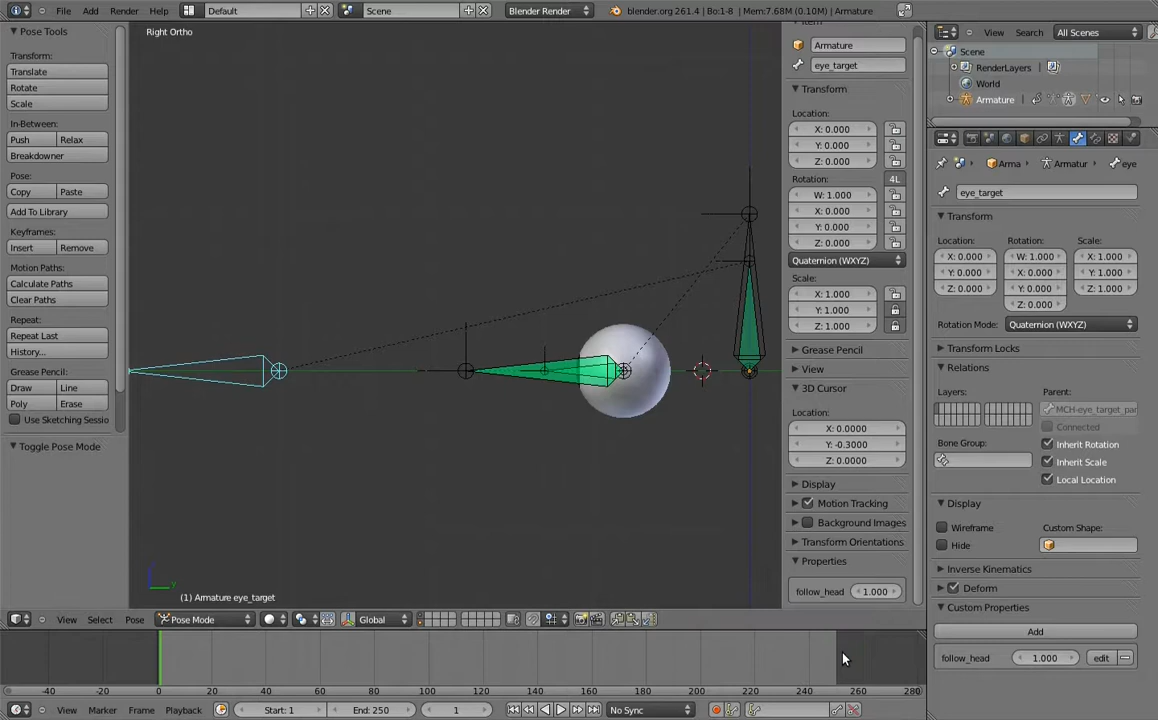 File Add Render Help Default Scene Blender Render blender.org 261.4 | Bo:1-8 | Mem:7.68M (0.10M) | Armature
Pose Tools
Transform:
Translate
Rotate
Scale
In-Between:
Push Relax
Breakdowner
Pose:
Copy Paste
Add To Library
Keyframes:
Insert Remove
Motion Paths:
Calculate Paths
Clear Paths
Repeat:
Repeat Last
History...
Grease Pencil:
Draw Line
Poly Erase
Use Sketching Sessio
Toggle Pose Mode
Right Ortho
(1) Armature eye_target
Item
Armature
eye_target
Transform
Location:
X: 0.000
Y: 0.000
Z: 0.000
Rotation: 4L
W: 1.000
X: 0.000
Y: 0.000
Z: 0.000
Quaternion (WXYZ)
Scale:
X: 1.000
Y: 1.000
Z: 1.000
Grease Pencil
View
3D Cursor
Location:
X: 0.0000
Y: -0.3000
Z: 0.0000
Display
Motion Tracking
Background Images
Transform Orientations
Properties
follow_head 1.000
View Search All Scenes
Scene
RenderLayers
World
Armature
Arma Armatur eye
eye_target
Transform
Location: Rotation: Scale:
X: 0.000 W: 1.000 X: 1.000
Y: 0.000 X: 0.000 Y: 1.000
Z: 0.000 Y: 0.000 Z: 1.000
Z: 0.000
Rotation Mode: Quaternion (WXYZ)
Transform Locks
Relations
Layers: Parent:
MCH-eye_target_par
Connected
Bone Group: Inherit Rotation
Inherit Scale
Local Location
Display
Wireframe Custom Shape:
Hide
Inverse Kinematics
Deform
Custom Properties
Add
follow_head 1.000 edit
View Select Pose Pose Mode Global
-40 -20 0 20 40 60 80 100 120 140 160 180 200 220 240 260 280
View Marker Frame Playback Start: 1 End: 250 1 No Sync